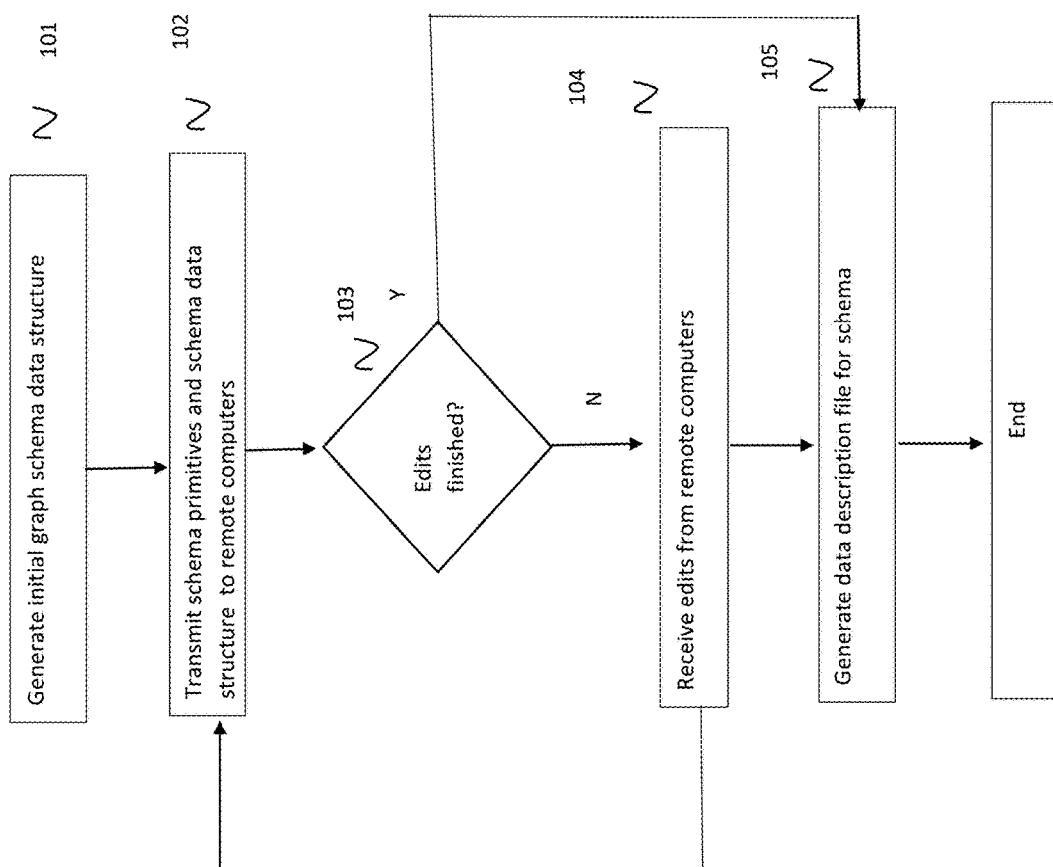 101
Generate initial graph schema data structure
102
Transmit schema primitives and schema data
structure to remote computers
103
Y
Edits
finished?
N
104
Receive edits from remote computers
105
Generate data description file for schema
End